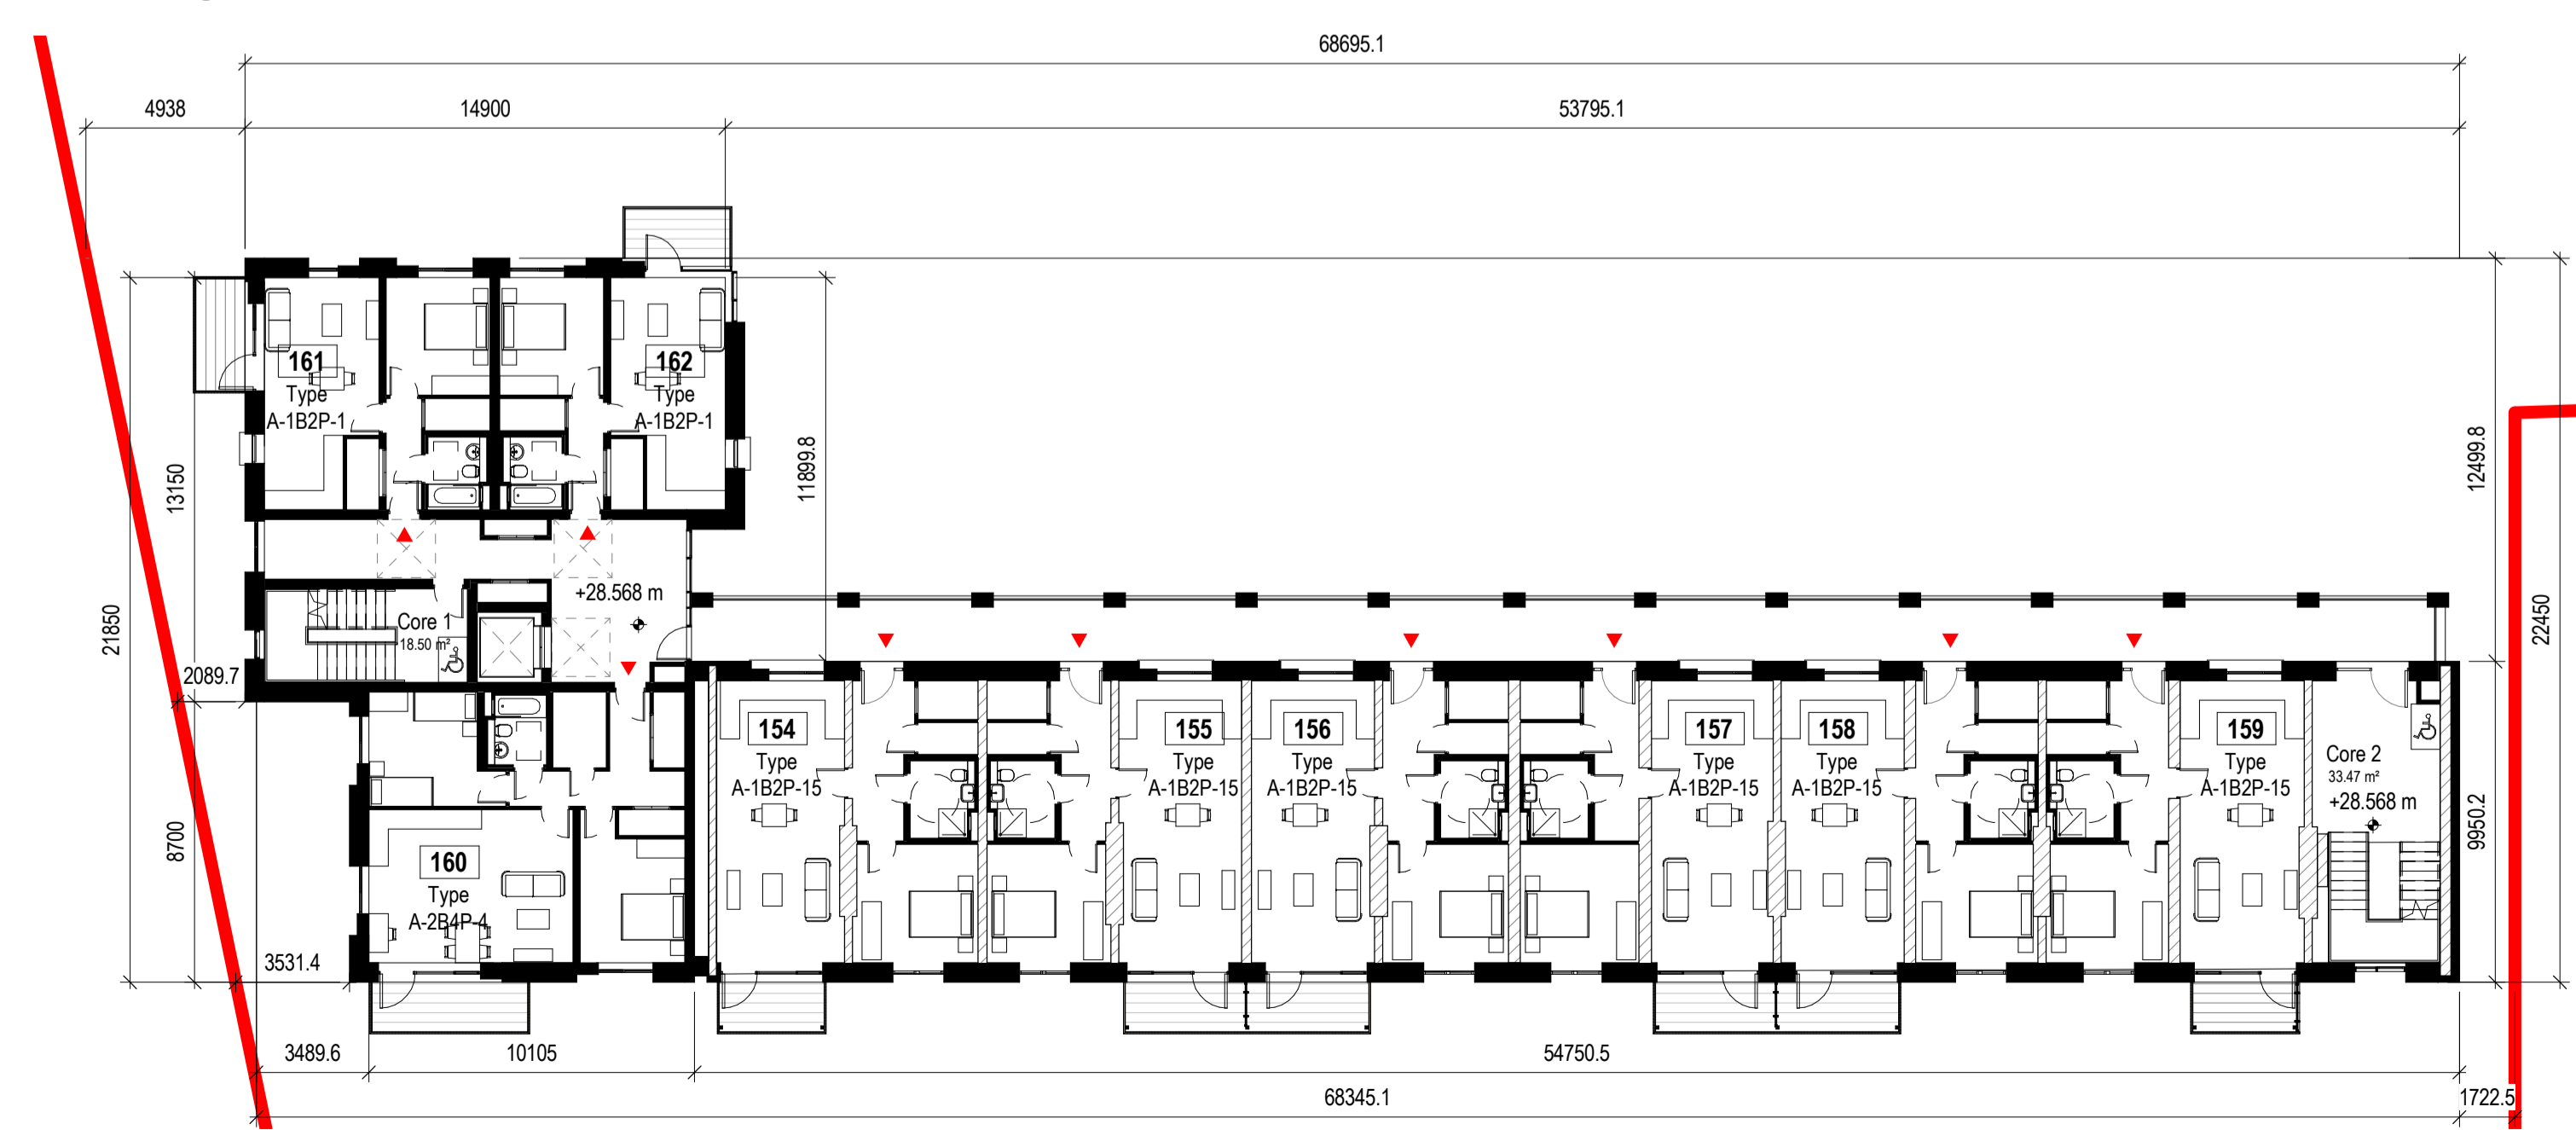 68695.1
4938
14900
53795.1
161
Type
A-1B2P-1
162
Type
A-1B2P-1
13150
11899.8
12499.8
21850
22450
+28.568 m
Core 1
18.50 m²
2089.7
8700
154
Type
A-1B2P-15
155
Type
A-1B2P-15
156
Type
A-1B2P-15
157
Type
A-1B2P-15
158
Type
A-1B2P-15
159
Type
A-1B2P-15
Core 2
33.47 m²
+28.568 m
9950.2
160
Type
A-2B4P-4
3531.4
3489.6
10105
54750.5
68345.1
1722.5